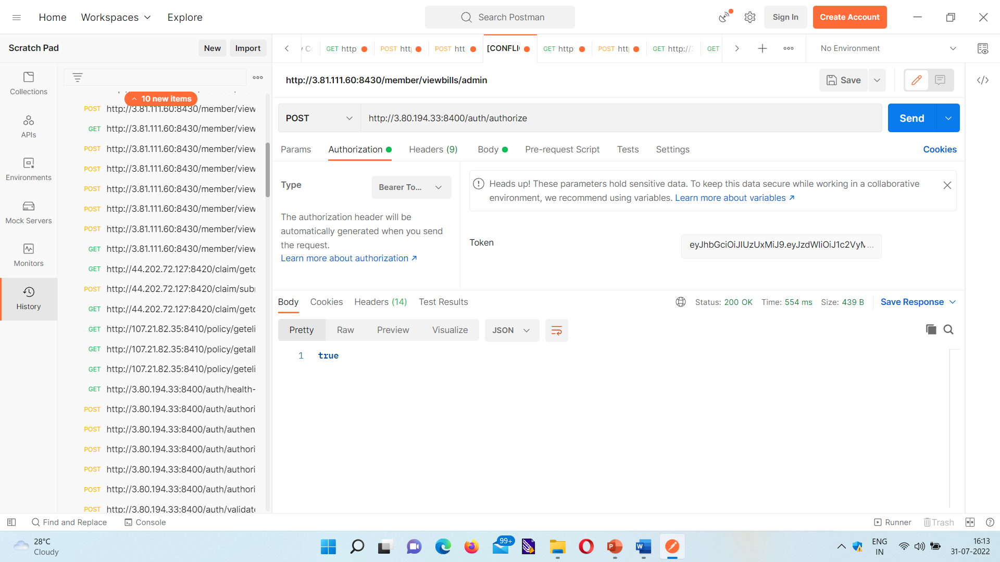 Home
Workspaces
Explore
Search Postman
Sign In
Create Account
Scratch Pad
New
Import
GET http
POST htt
POST htt
[CONFLI
GET http
POST htt
GET http://3
GET
No Environment
Collections
APIs
Environments
Mock Servers
Monitors
History
10 new items
POST http://3.81.111.60:8430/member/view
GET http://3.81.111.60:8430/member/view
POST http://3.81.111.60:8430/member/view
POST http://3.81.111.60:8430/member/view
POST http://3.81.111.60:8430/member/view
POST http://3.81.111.60:8430/member/view
POST http://3.81.111.60:8430/member/view
GET http://3.81.111.60:8430/member/view
GET http://44.202.72.127:8420/claim/getc
POST http://44.202.72.127:8420/claim/subr
GET http://44.202.72.127:8420/claim/getc
GET http://107.21.82.35:8410/policy/geteli
GET http://107.21.82.35:8410/policy/getall
GET http://107.21.82.35:8410/policy/geteli
GET http://3.80.194.33:8400/auth/health-
POST http://3.80.194.33:8400/auth/authori
POST http://3.80.194.33:8400/auth/authen
POST http://3.80.194.33:8400/auth/authori
POST http://3.80.194.33:8400/auth/authori
POST http://3.80.194.33:8400/auth/authori
POST http://3.80.194.33:8400/auth/validate
http://3.81.111.60:8430/member/viewbills/admin
Save
POST
http://3.80.194.33:8400/auth/authorize
Send
Params
Authorization
Headers (9)
Body
Pre-request Script
Tests
Settings
Cookies
Type
Bearer To...
The authorization header will be
automatically generated when you send
the request.
Learn more about authorization ↗
Heads up! These parameters hold sensitive data. To keep this data secure while working in a collaborative
environment, we recommend using variables. Learn more about variables ↗
Token
eyJhbGciOiJIUzUxMiJ9.eyJzdWIiOiJ1c2VyM...
Body
Cookies
Headers (14)
Test Results
Status: 200 OK
Time: 554 ms
Size: 439 B
Save Response
Pretty
Raw
Preview
Visualize
JSON
1 true
Find and Replace
Console
Runner
Trash
28°C
Cloudy
99+
ENG
IN
16:13
31-07-2022